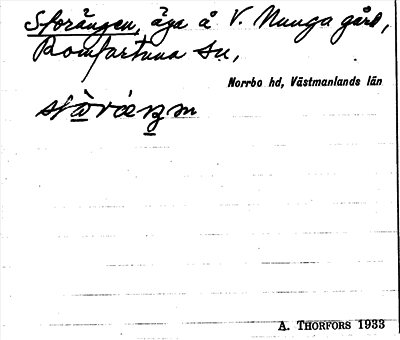 Storängen, äga å V. Nunga gård,
Romfartuna sn,
Norrbo hd, Västmanlands län
A. THORFORS 1933